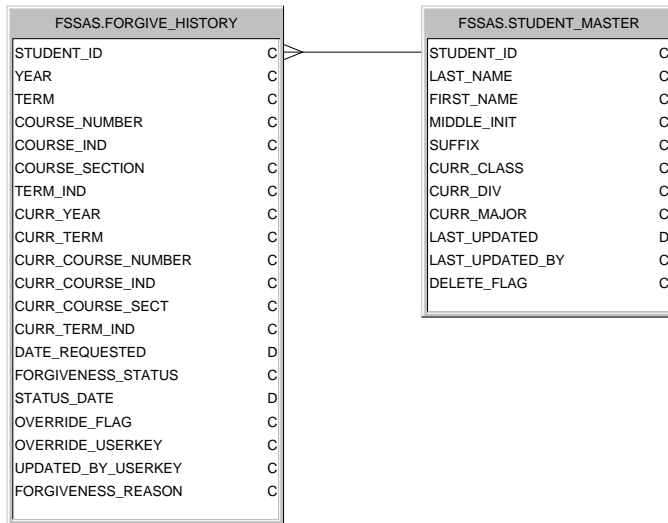 FSSAS.FORGIVE_HISTORY
STUDENT_ID C
YEAR C
TERM C
COURSE_NUMBER C
COURSE_IND C
COURSE_SECTION C
TERM_IND C
CURR_YEAR C
CURR_TERM C
CURR_COURSE_NUMBER C
CURR_COURSE_IND C
CURR_COURSE_SECT C
CURR_TERM_IND C
DATE_REQUESTED D
FORGIVENESS_STATUS C
STATUS_DATE D
OVERRIDE_FLAG C
OVERRIDE_USERKEY C
UPDATED_BY_USERKEY C
FORGIVENESS_REASON C
FSSAS.STUDENT_MASTER
STUDENT_ID C
LAST_NAME C
FIRST_NAME C
MIDDLE_INIT C
SUFFIX C
CURR_CLASS C
CURR_DIV C
CURR_MAJOR C
LAST_UPDATED D
LAST_UPDATED_BY C
DELETE_FLAG C